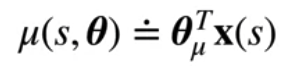 μ(s, θ) ≐ θ_μ^T x(s)